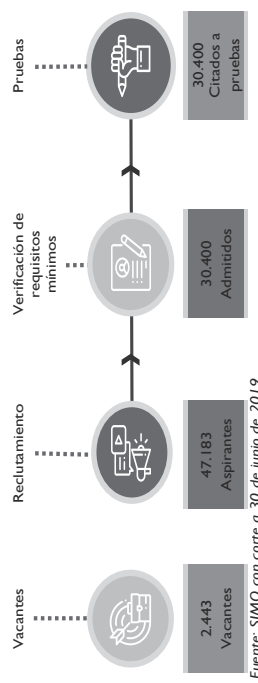 Vacantes
2.443
Vacantes
Reclutamiento
47.183
Aspirantes
Verificación de
requisitos
mínimos
30.400
Admitidos
Pruebas
30.400
Citados a
pruebas
Fuente: SIMO con corte a 30 de junio de 2019